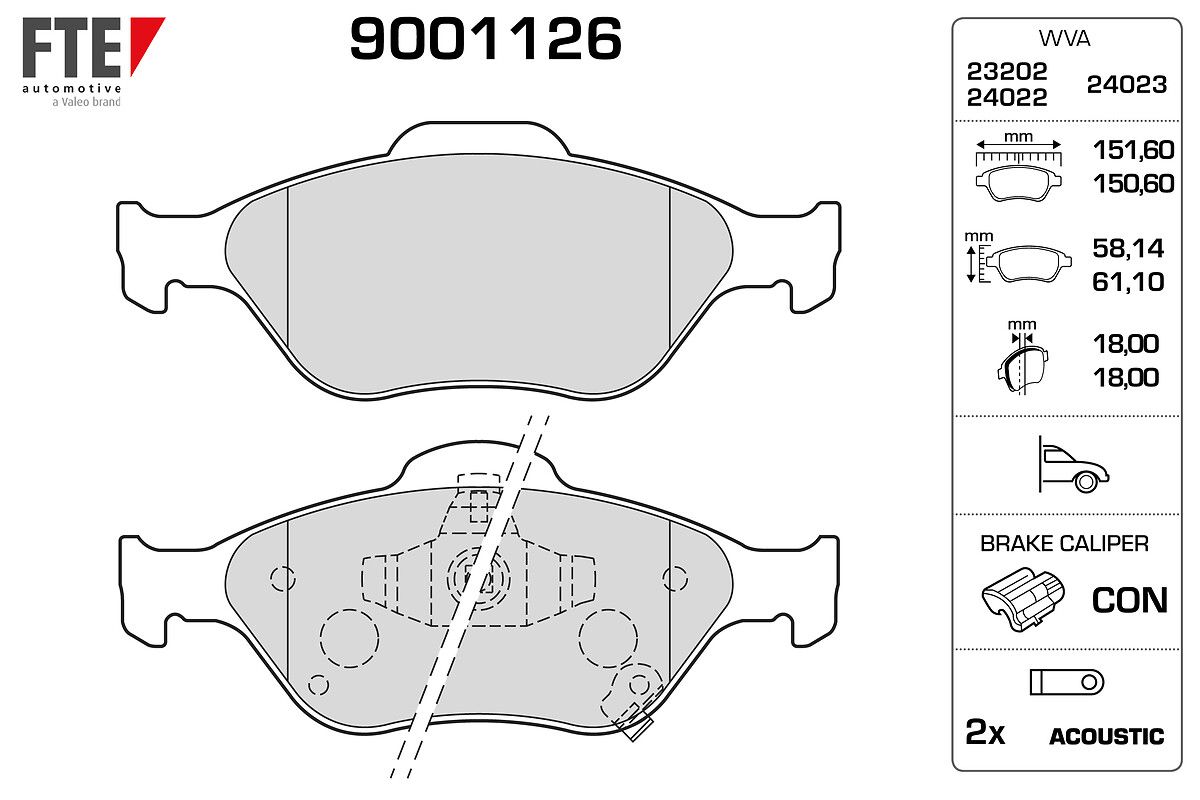 FTE
automotive
a Valeo brand
9001126
WVA
23202
24022
24023
mm
151,60
150,60
mm
58,14
61,10
mm
18,00
18,00
BRAKE CALIPER
CON
2x
ACOUSTIC